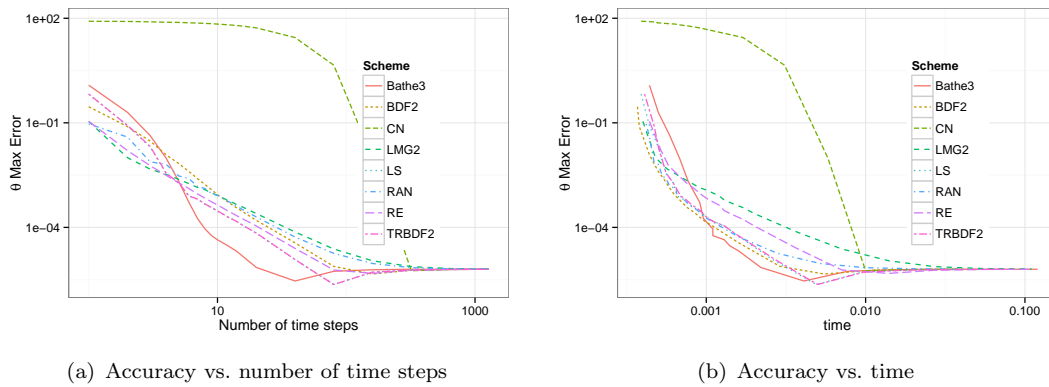 1e+02
1e−01
1e−04
θ Max Error
10
1000
Number of time steps
Scheme
Bathe3
BDF2
CN
LMG2
LS
RAN
RE
TRBDF2
(a) Accuracy vs. number of time steps
1e+02
1e−01
1e−04
θ Max Error
0.001
0.010
0.100
time
Scheme
Bathe3
BDF2
CN
LMG2
LS
RAN
RE
TRBDF2
(b) Accuracy vs. time